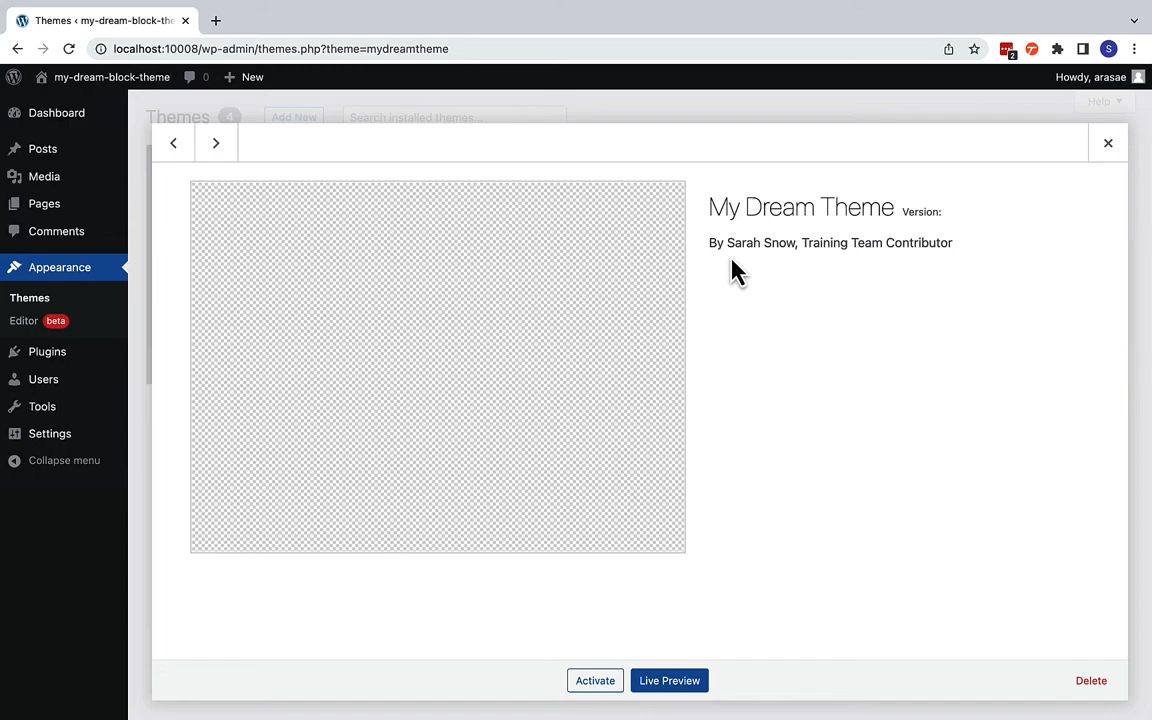 Themes ‹ my-dream-block-the
localhost:10008/wp-admin/themes.php?theme=mydreamtheme
2
S
my-dream-block-theme
0
New
Howdy, arasae
Dashboard
Posts
Media
Pages
Comments
Appearance
Themes
Editor beta
Plugins
Users
Tools
Settings
Collapse menu
Themes 4
Add New
Search installed themes...
Help
My Dream Theme Version:
By Sarah Snow, Training Team Contributor
Activate
Live Preview
Delete